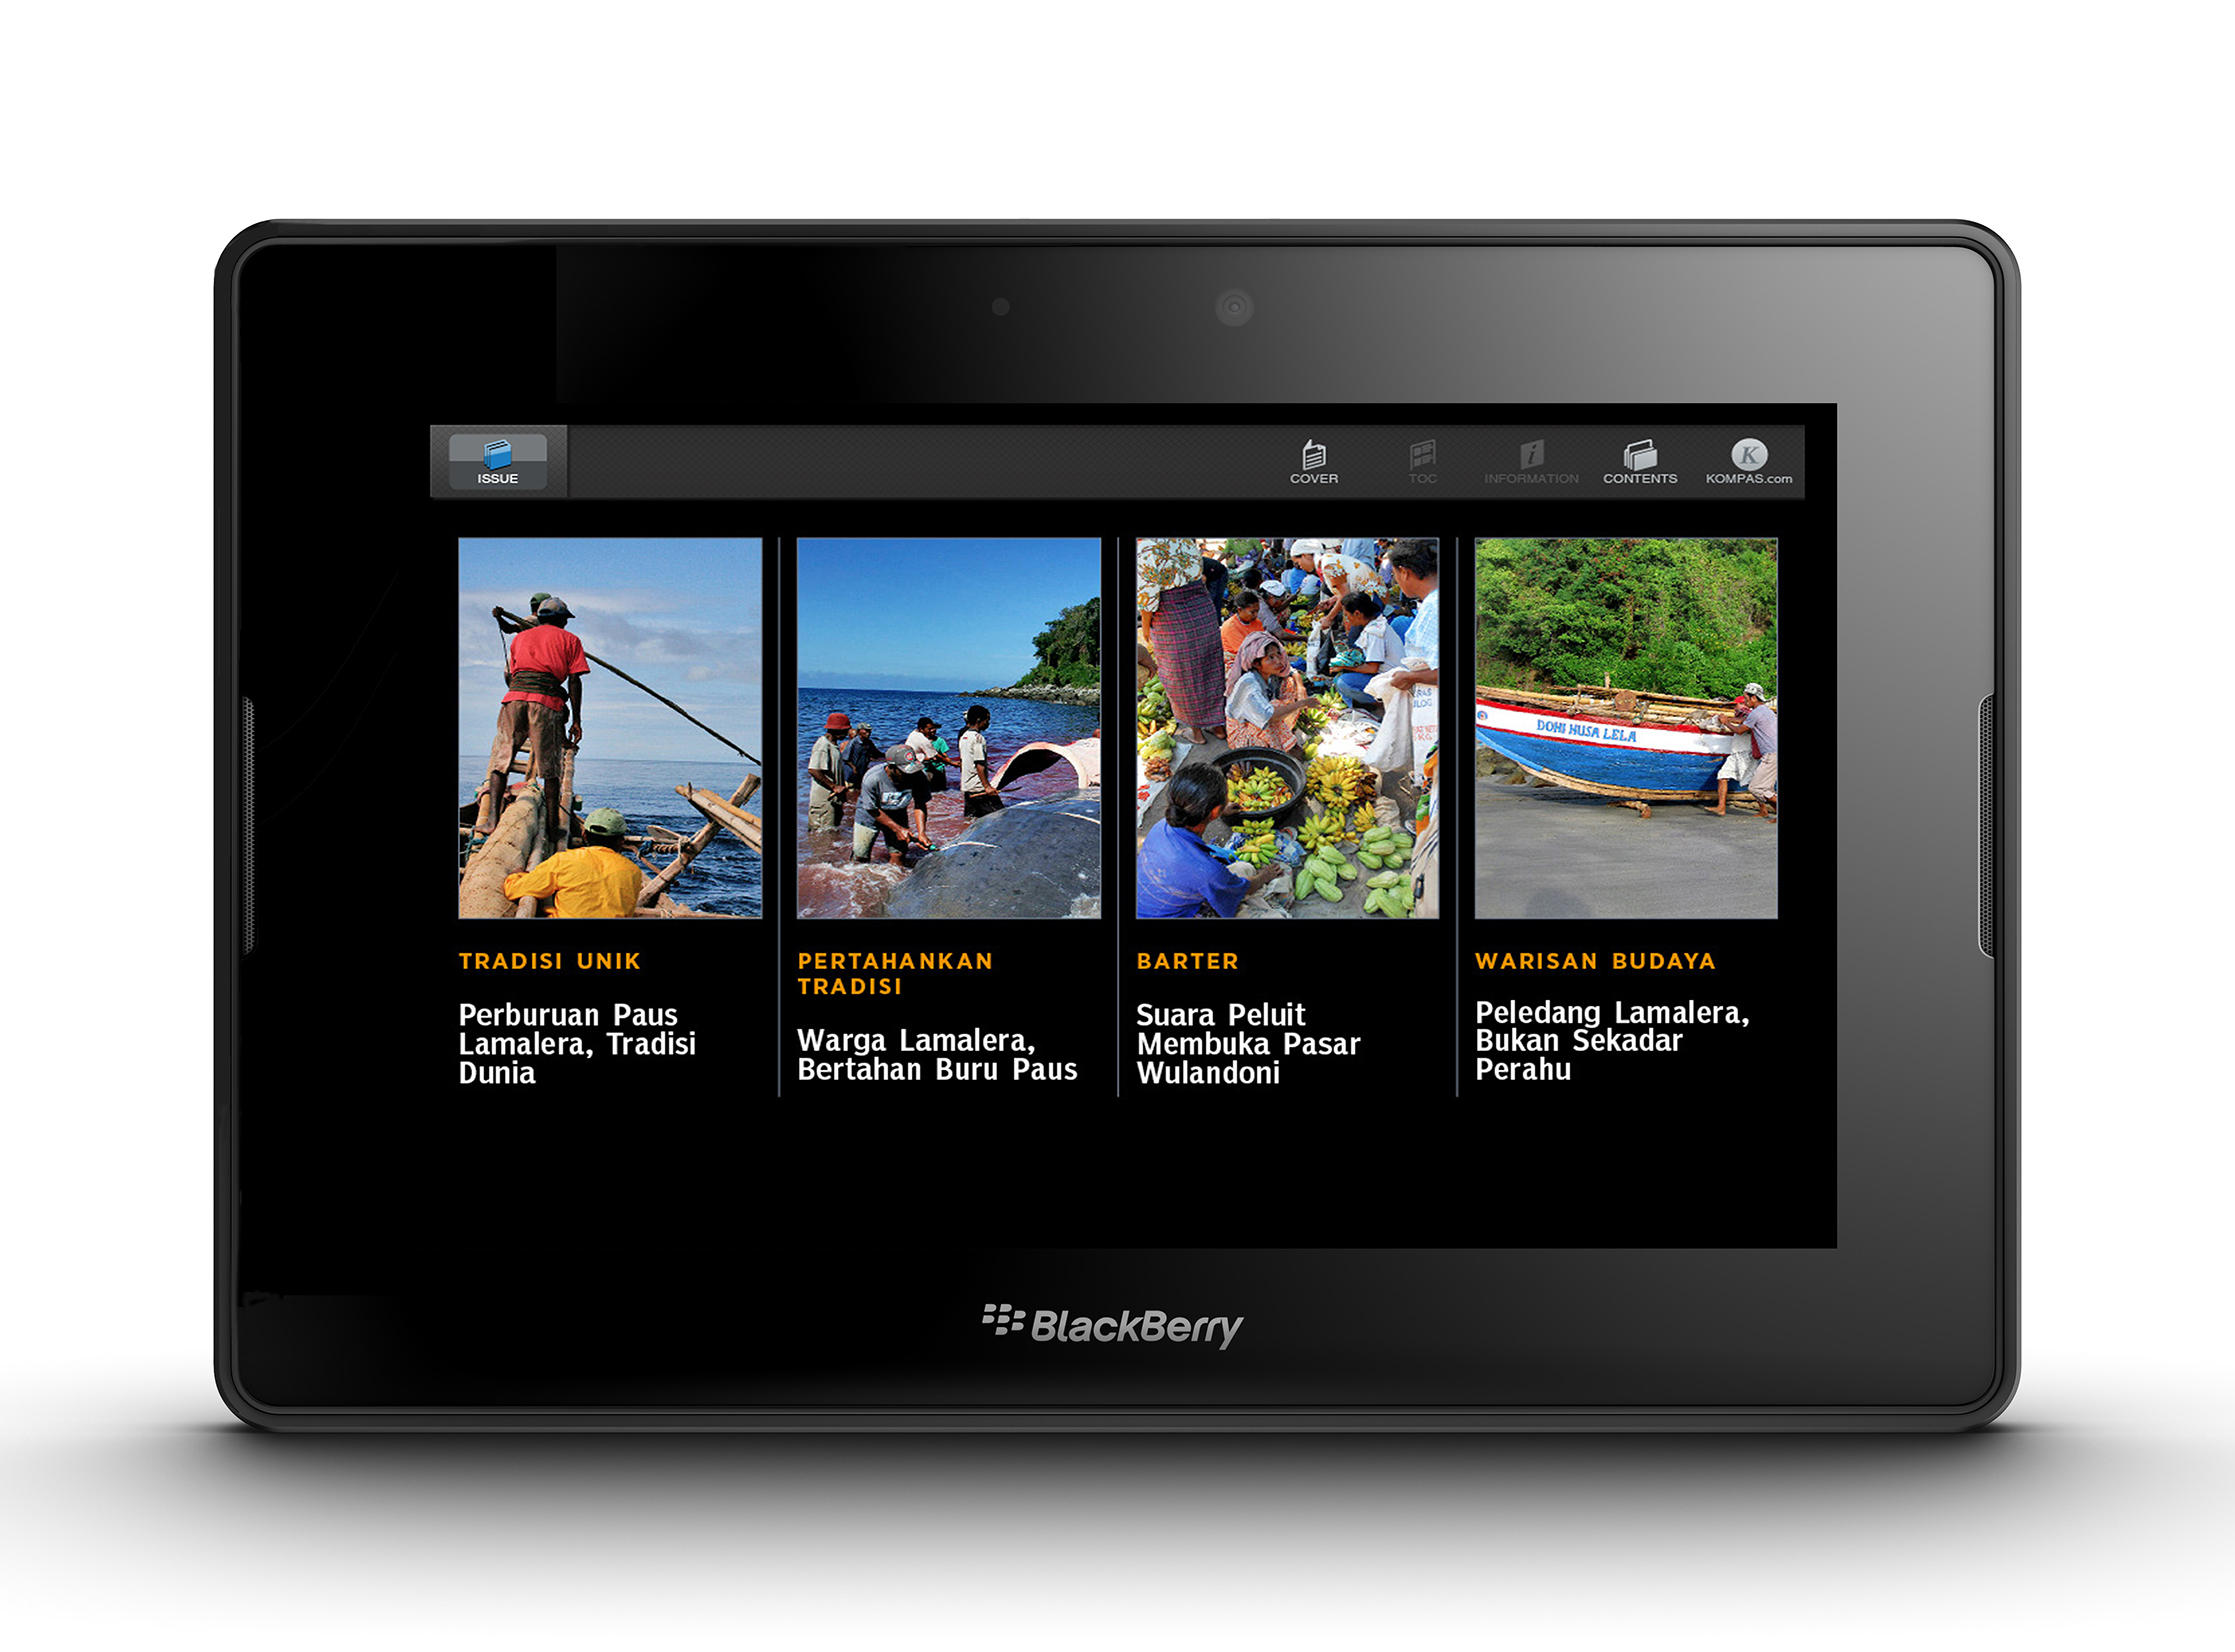 ISSUE
COVER
TOC
INFORMATION
CONTENTS
K
KOMPAS.com
DONI NUSA LELA
TRADISI UNIK
Perburuan Paus
Lamalera, Tradisi
Dunia
PERTAHANKAN
TRADISI
Warga Lamalera,
Bertahan Buru Paus
BARTER
Suara Peluit
Membuka Pasar
Wulandoni
WARISAN BUDAYA
Peledang Lamalera,
Bukan Sekadar
Perahu
BlackBerry